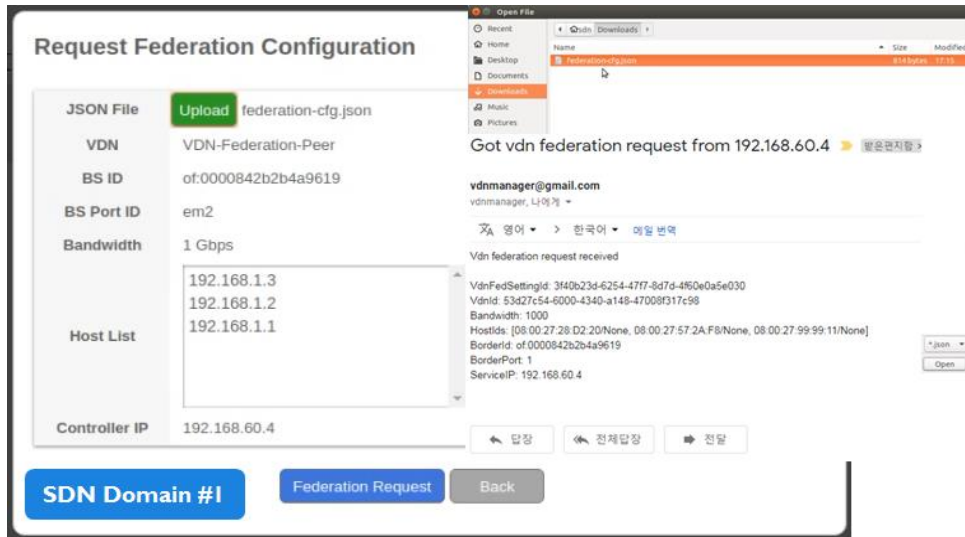 Request Federation Configuration
JSON File
Upload federation-cfg.json
VDN
VDN-Federation-Peer
BS ID
of:0000842b2b4a9619
BS Port ID
em2
Bandwidth
1 Gbps
Host List
192.168.1.3
192.168.1.2
192.168.1.1
Controller IP
192.168.60.4
SDN Domain #1
Federation Request
Back
Open File
Recent
Home
Desktop
Documents
Downloads
Music
Pictures
sdn Downloads
Name Size Modified
federation-cfg.json 814 bytes 17:15
Got vdn federation request from 192.168.60.4 받은편지함
vdnmanager@gmail.com
vdnmanager, 나에게
영어 > 한국어 메일 번역
Vdn federation request received
VdnFedSettingId: 3f40b23d-6254-47f7-8d7d-4f60e0a5e030
VdnId: 53d27c54-6000-4340-a148-47008f317c98
Bandwidth: 1000
HostIds: [08:00:27:28:D2:20/None, 08:00:27:57:2A:F8/None, 08:00:27:99:99:11/None]
BorderId: of:0000842b2b4a9619
BorderPort: 1
ServiceIP: 192.168.60.4
*.json
Open
답장
전체답장
전달